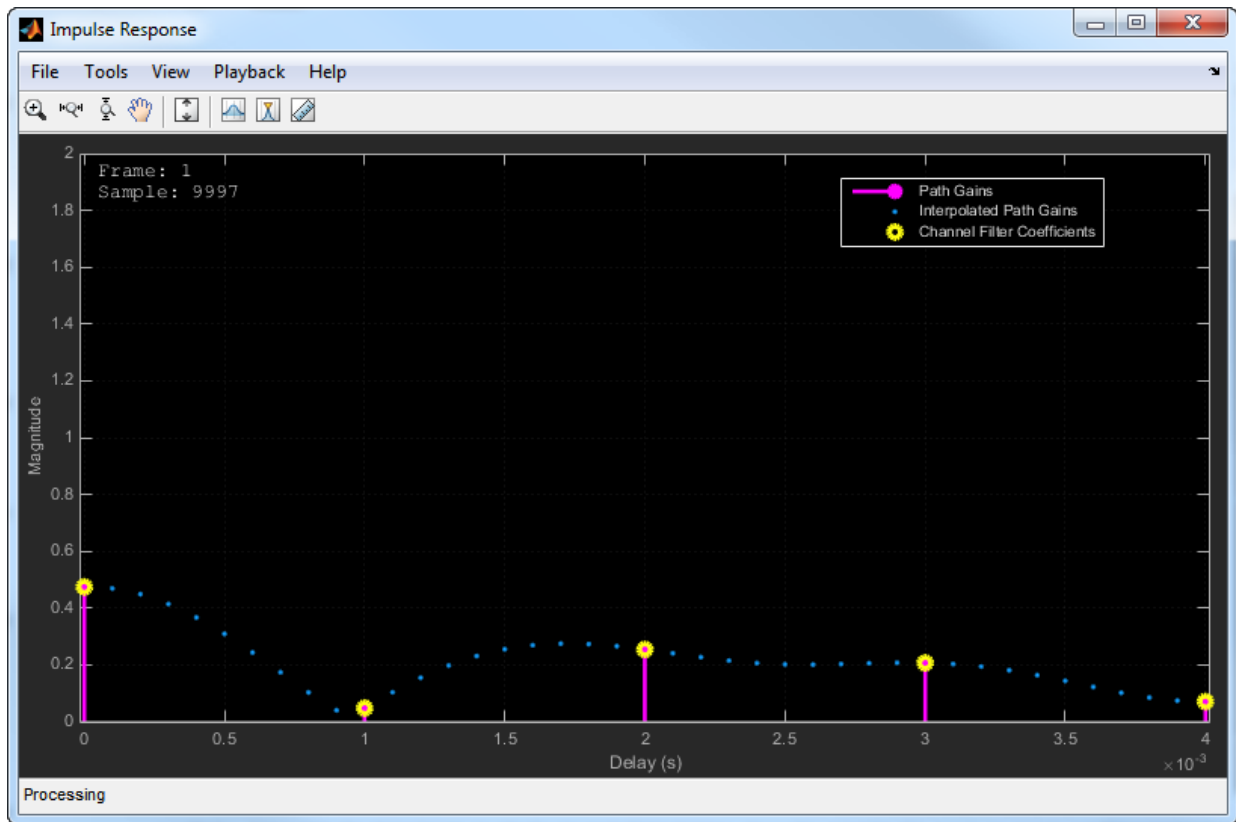 Impulse Response
File Tools View Playback Help
Frame: 1
Sample: 9997
Path Gains
Interpolated Path Gains
Channel Filter Coefficients
2
1.8
1.6
1.4
1.2
1
0.8
0.6
0.4
0.2
0
Magnitude
0 0.5 1 1.5 2 2.5 3 3.5 4
Delay (s)
×10⁻³
Processing